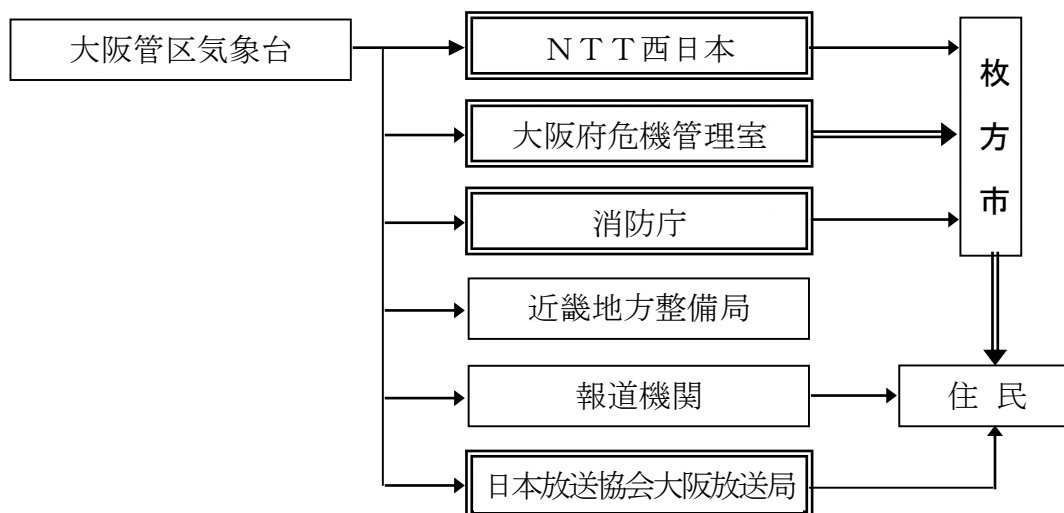 大阪管区気象台
ＮＴＴ西日本
大阪府危機管理室
消防庁
近畿地方整備局
報道機関
日本放送協会大阪放送局
枚方市
住 民